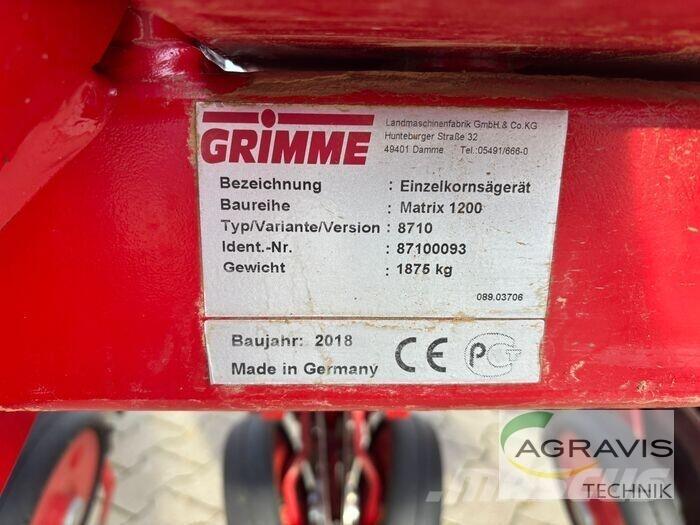 GRIMME
Landmaschinenfabrik GmbH.& Co.KG
Hunteburger Straße 32
49401 Damme Tel.:05491/666-0
Bezeichnung : Einzelkornsägerät
Baureihe : Matrix 1200
Typ/Variante/Version : 8710
Ident.-Nr. : 87100093
Gewicht : 1875 kg
089.03706
Baujahr: 2018
Made in Germany
CE
AGRAVIS
TECHNIK